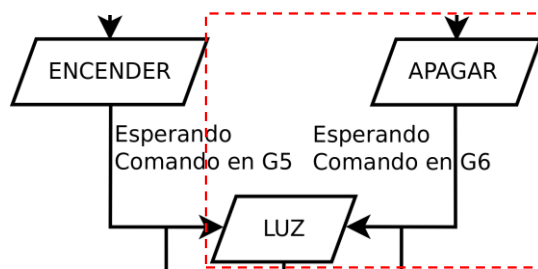 ENCENDER
APAGAR
Esperando
Comando en G5
Esperando
Comando en G6
LUZ